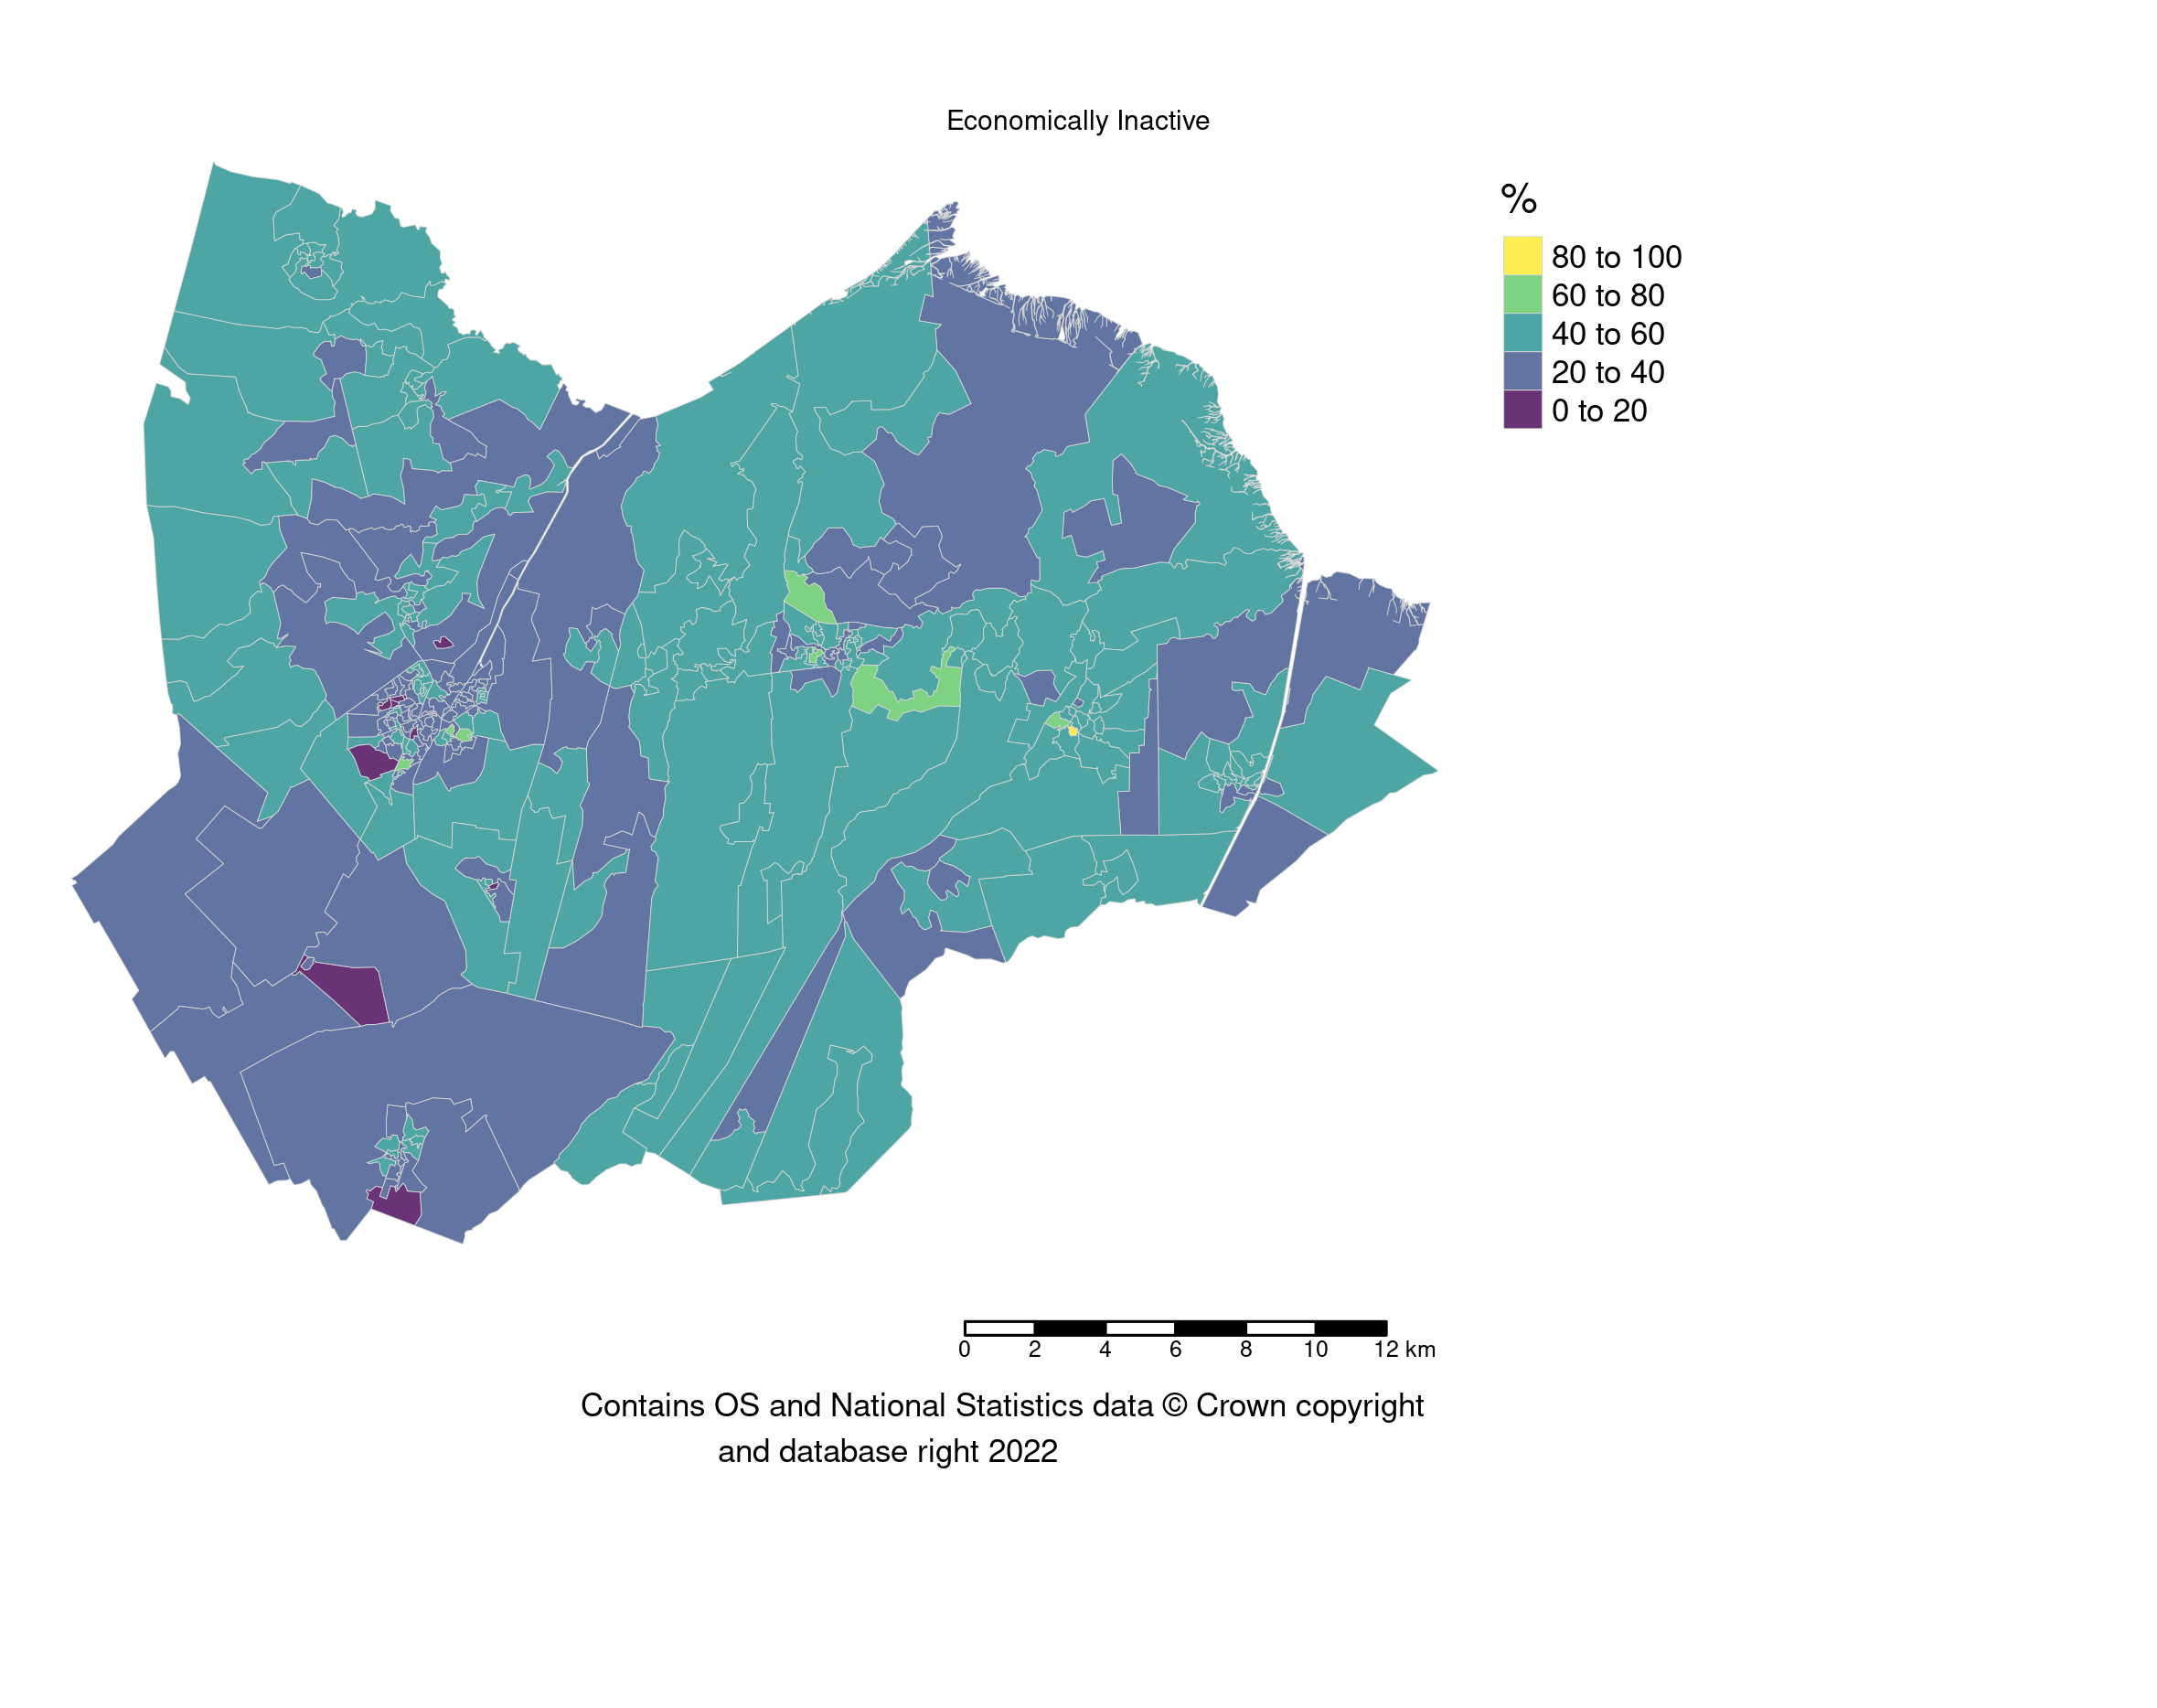 Economically Inactive
%
80 to 100
60 to 80
40 to 60
20 to 40
0 to 20
0 2 4 6 8 10 12 km
Contains OS and National Statistics data © Crown copyright
and database right 2022